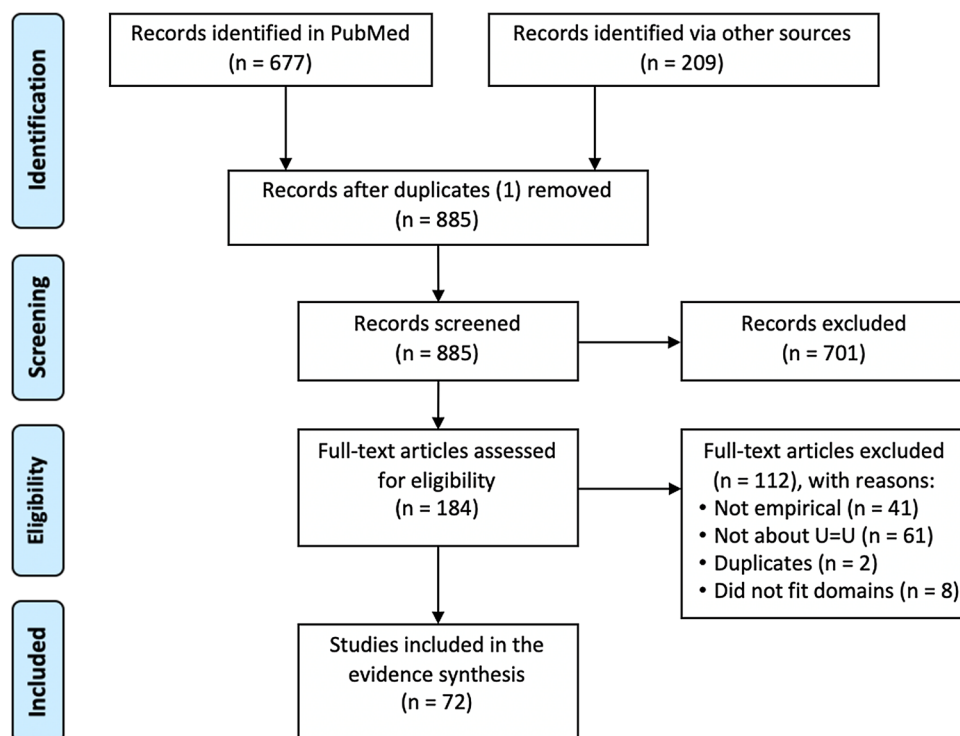 Identification
Records identified in PubMed
(n = 677)
Records identified via other sources
(n = 209)
Records after duplicates (1) removed
(n = 885)
Screening
Records screened
(n = 885)
Records excluded
(n = 701)
Eligibility
Full-text articles assessed
for eligibility
(n = 184)
Full-text articles excluded
(n = 112), with reasons:
• Not empirical (n = 41)
• Not about U=U (n = 61)
• Duplicates (n = 2)
• Did not fit domains (n = 8)
Included
Studies included in the
evidence synthesis
(n = 72)